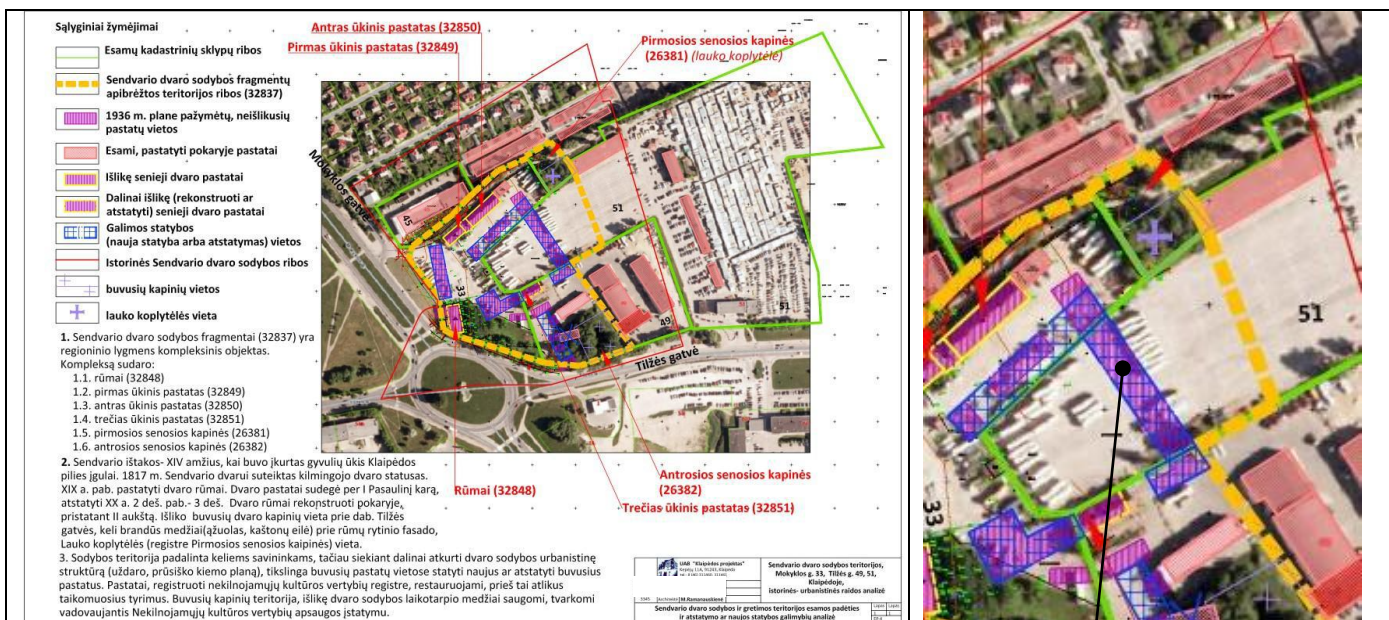 Sąlyginiai žymėjimai
Esamų kadastrinių sklypų ribos
Sendvario dvaro sodybos fragmentų
apibrėžtos teritorijos ribos (32837)
1936 m. plane pažymėtų, neišlikusių
pastatų vietos
Esami, pastatyti pokaryje pastatai
Išlikę senieji dvaro pastatai
Dalinai išlikę (rekonstruoti ar
atstatyti) senieji dvaro pastatai
Galimos statybos
(nauja statyba arba atstatymas) vietos
Istorinės Sendvario dvaro sodybos ribos
buvusių kapinių vietos
lauko koplytėlės vieta
Antras ūkinis pastatas (32850)
Pirmas ūkinis pastatas (32849)
Pirmosios senosios kapinės
(26381) (lauko koplytėlė)
Mokyklos gatvė
45
51
33
49
51
Tilžės gatvė
Rūmai (32848)
Antrosios senosios kapinės
(26382)
Trečias ūkinis pastatas (32851)
1. Sendvario dvaro sodybos fragmentai (32837) yra
regioninio lygmens kompleksinis objektas.
Kompleksą sudaro:
1.1. rūmai (32848)
1.2. pirmas ūkinis pastatas (32849)
1.3. antras ūkinis pastatas (32850)
1.4. trečias ūkinis pastatas (32851)
1.5. pirmosios senosios kapinės (26381)
1.6. antrosios senosios kapinės (26382)
2. Sendvario ištakos- XIV amžius, kai buvo įkurtas gyvulių ūkis Klaipėdos
pilies įgulai. 1817 m. Sendvario dvarui suteiktas kilmingojo dvaro statusas.
XIX a. pab. pastatyti dvaro rūmai. Dvaro pastatai sudegė per I Pasaulinį karą,
atstatyti XX a. 2 deš. pab.- 3 deš. Dvaro rūmai rekonstruoti pokaryje,
pristatant II aukštą. Išliko buvusių dvaro kapinių vieta prie dab. Tilžės
gatvės, keli brandūs medžiai(ąžuolas, kaštonų eilė) prie rūmų rytinio fasado,
Lauko koplytėlės (registre Pirmosios senosios kaipinės) vieta.
3. Sodybos teritorija padalinta keliems savininkams, tačiau siekiant dalinai atkurti dvaro sodybos urbanistinę
struktūrą (uždaro, prūsiško kiemo planą), tikslinga buvusių pastatų vietose statyti naujus ar atstatyti buvusius
pastatus. Pastatai, registruoti nekilnojamųjų kultūros vertybių registre, restauruojami, prieš tai atlikus
taikomuosius tyrimus. Buvusių kapinių teritorija, išlikę dvaro sodybos laikotarpio medžiai saugomi, tvarkomi
vadovaujantis Nekilnojamųjų kultūros vertybių apsaugos įstatymu.
UAB "Klaipėdos projektas"
Sendvario dvaro sodybos teritorijos,
Mokyklos g. 33, Tilžės g. 49, 51,
Klaipėdoje,
istorinės- urbanistinės raidos analizė
Sendvario dvaro sodybos ir gretimos teritorijos esamos padėties
ir atstatymo ar naujos statybos galimybių analizė
51
33